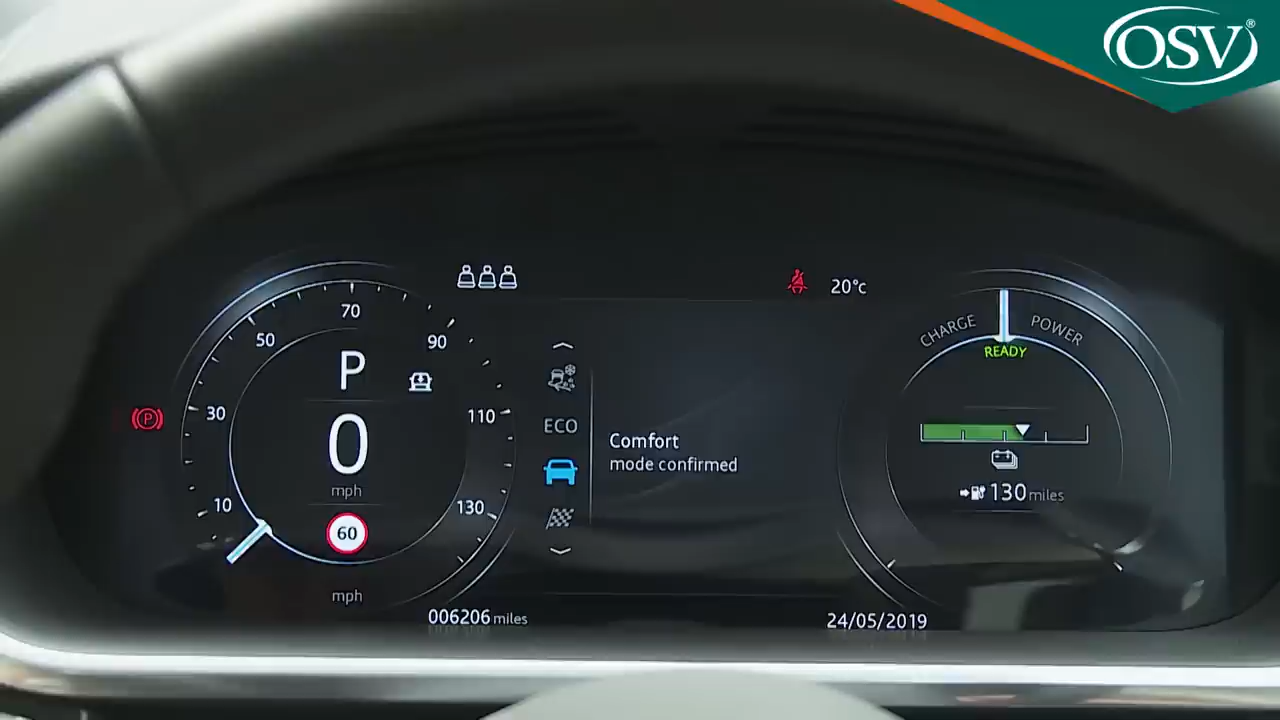 OSV®
70
50
90
30
110
10
130
P
0
mph
60
mph
P
006206 miles
ECO
Comfort
mode confirmed
20°c
CHARGE
POWER
READY
130 miles
24/05/2019